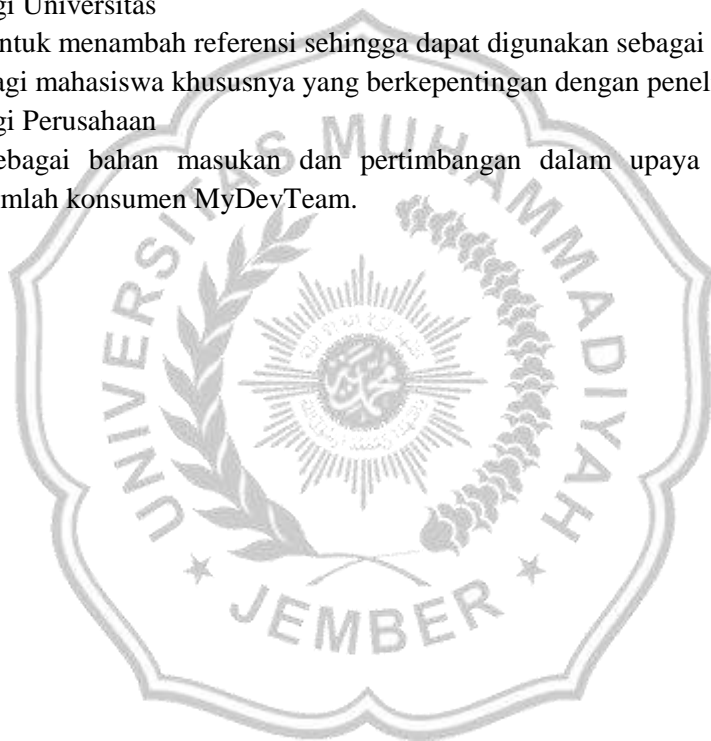 gi Universitas
ntuk menambah referensi sehingga dapat digunakan sebagai
agi mahasiswa khususnya yang berkepentingan dengan penel
gi Perusahaan
ebagai bahan masukan dan pertimbangan dalam upaya
mlah konsumen MyDevTeam.
UNIVERSITAS MUHAMMADIYAH
JEMBER